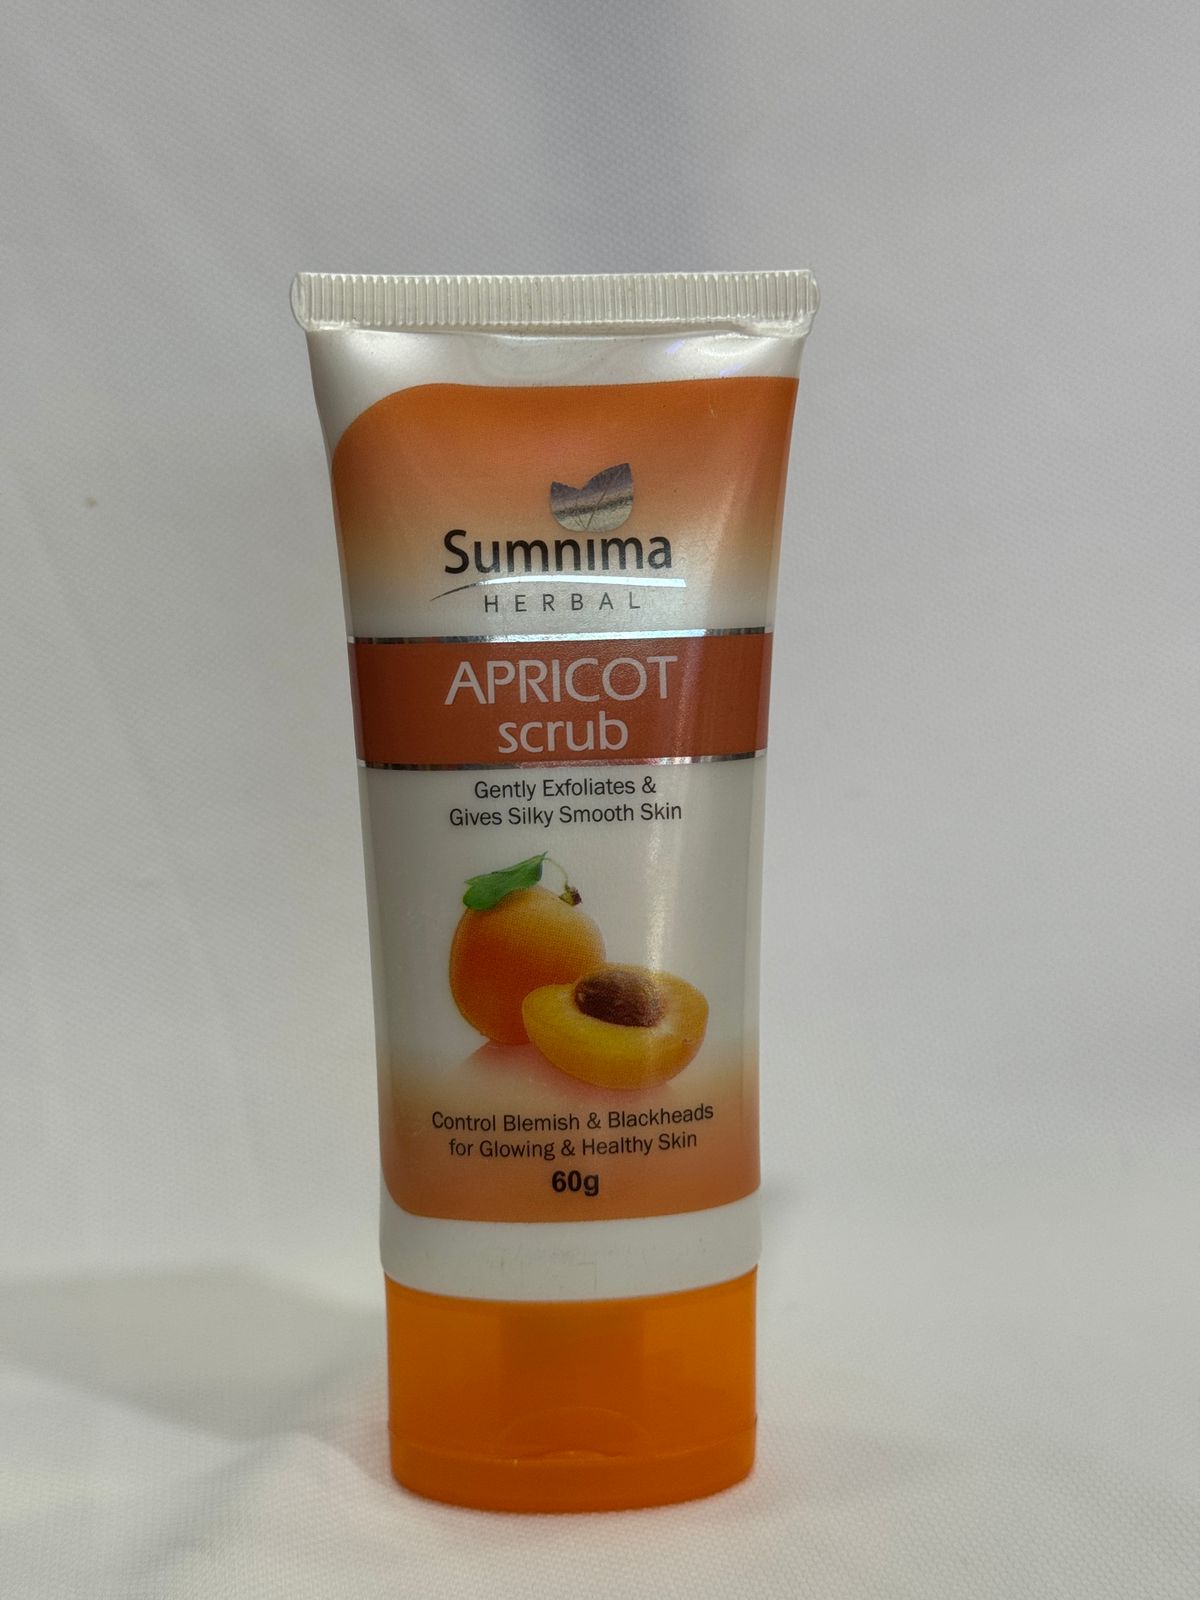 Sumnima
HERBAL
APRICOT
scrub
Gently Exfoliates &
Gives Silky Smooth Skin
Control Blemish & Blackheads
for Glowing & Healthy Skin
60g